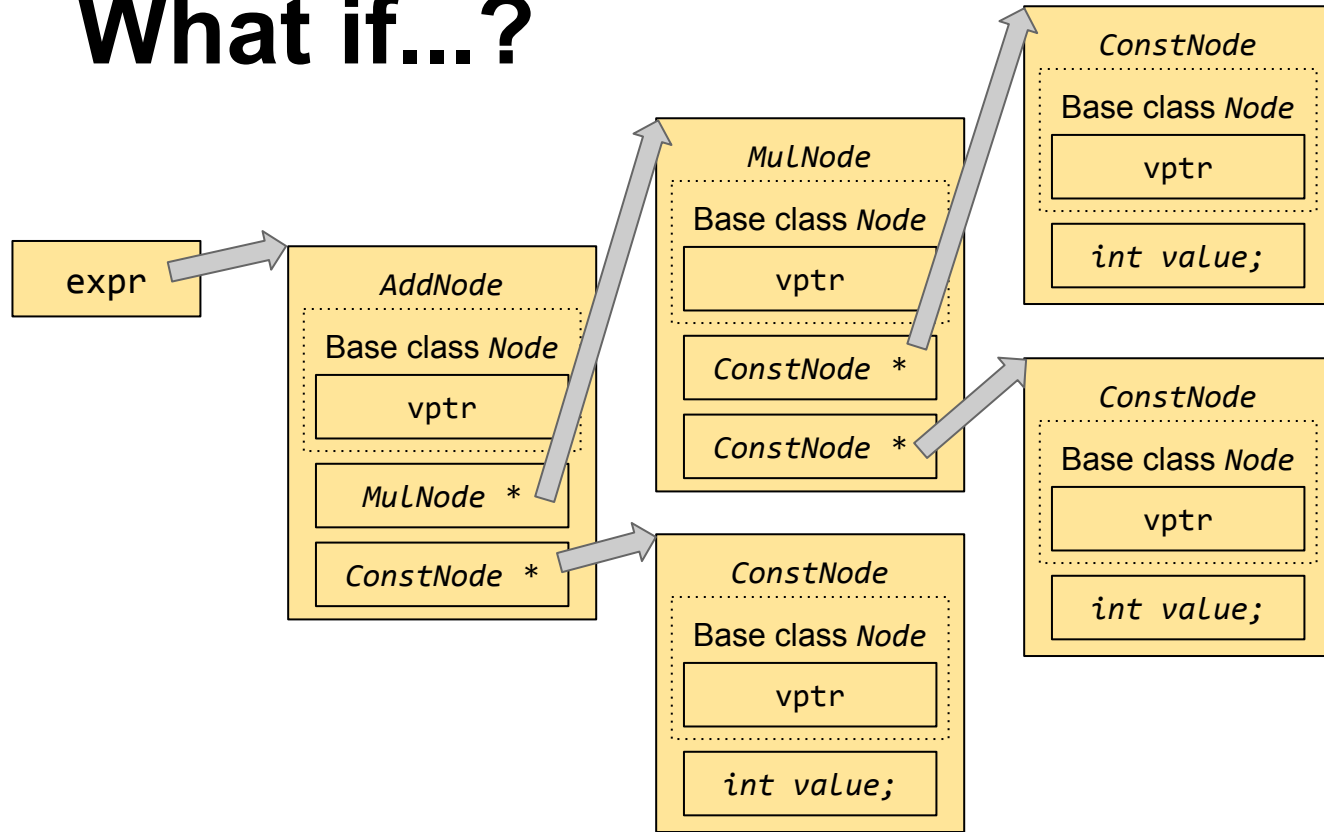 What if...?
expr
AddNode
Base class Node
vptr
MulNode *
ConstNode *
MulNode
Base class Node
vptr
ConstNode *
ConstNode *
ConstNode
Base class Node
vptr
int value;
ConstNode
Base class Node
vptr
int value;
ConstNode
Base class Node
vptr
int value;